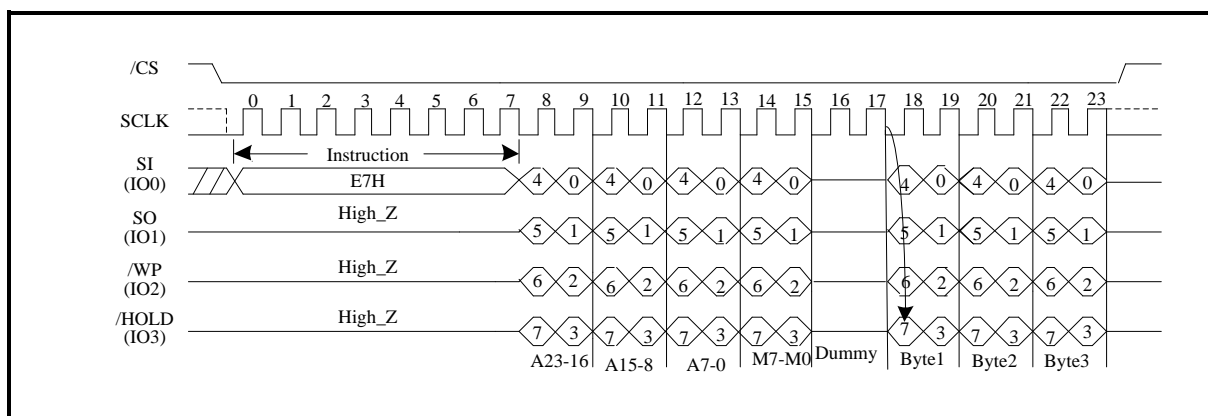 /CS
0 1 2 3 4 5 6 7 8 9 10 11 12 13 14 15 16 17 18 19 20 21 22 23
SCLK
Instruction
SI
(IO0)
E7H
4 0 4 0 4 0 4 0 4 0 4 0 4 0
High_Z
SO
(IO1)
5 1 5 1 5 1 5 1 5 1 5 1 5 1
High_Z
/WP
(IO2)
6 2 6 2 6 2 6 2 6 2 6 2 6 2
High_Z
/HOLD
(IO3)
7 3 7 3 7 3 7 3 7 3 7 3 7 3
A23-16 A15-8 A7-0 M7-M0 Dummy Byte1 Byte2 Byte3